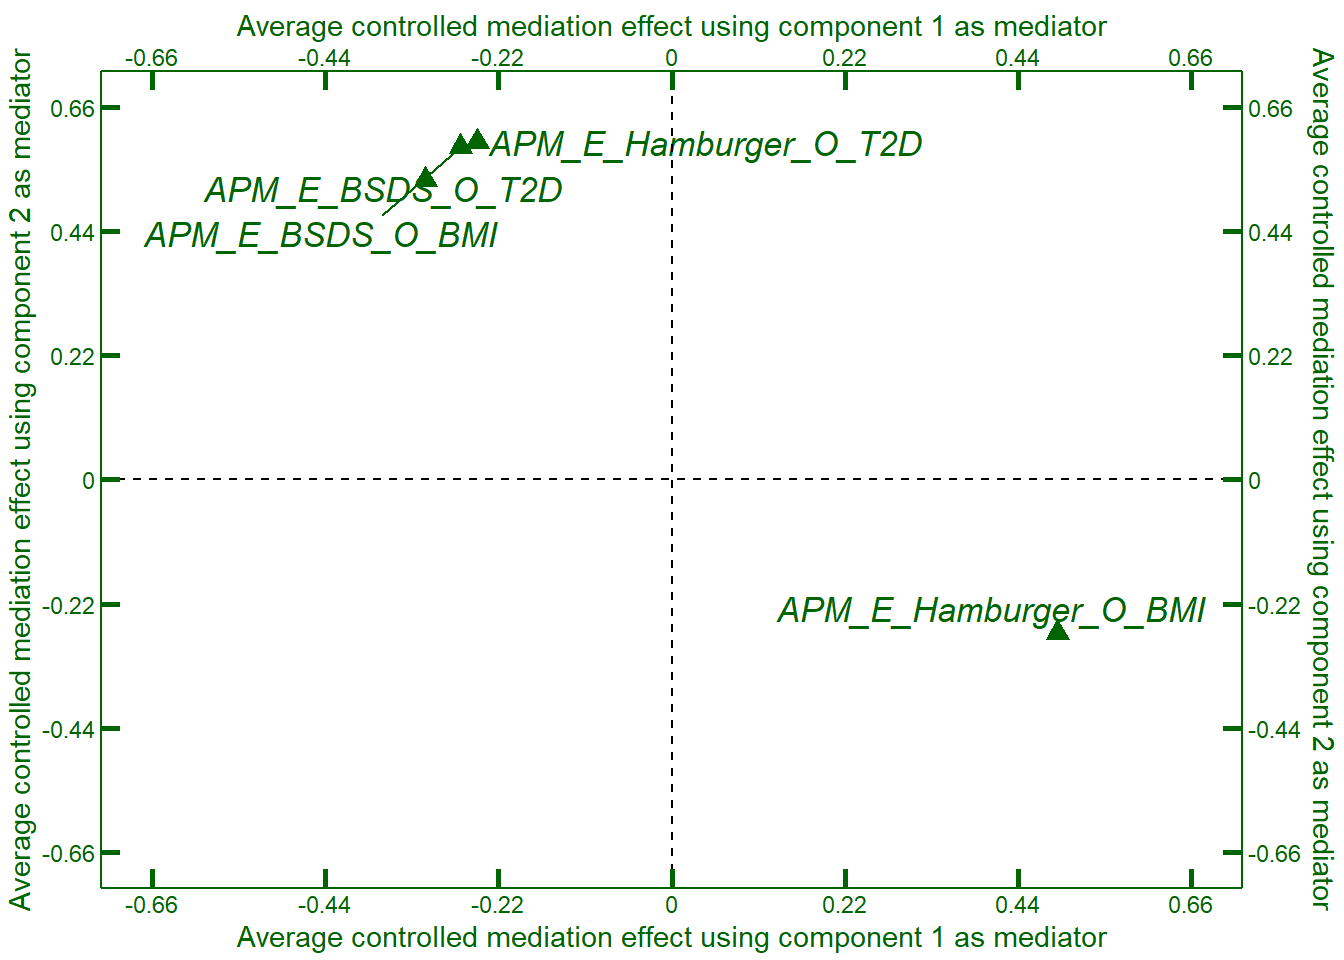 Average controlled mediation effect using component 1 as mediator
-0.66 -0.44 -0.22 0 0.22 0.44 0.66
Average controlled mediation effect using component 2 as mediator
0.66
0.44
0.22
0
-0.22
-0.44
-0.66
APM_E_Hamburger_O_T2D
APM_E_BSDS_O_T2D
APM_E_BSDS_O_BMI
APM_E_Hamburger_O_BMI
0.66
0.44
0.22
0
-0.22
-0.44
-0.66
Average controlled mediation effect using component 2 as mediator
-0.66 -0.44 -0.22 0 0.22 0.44 0.66
Average controlled mediation effect using component 1 as mediator